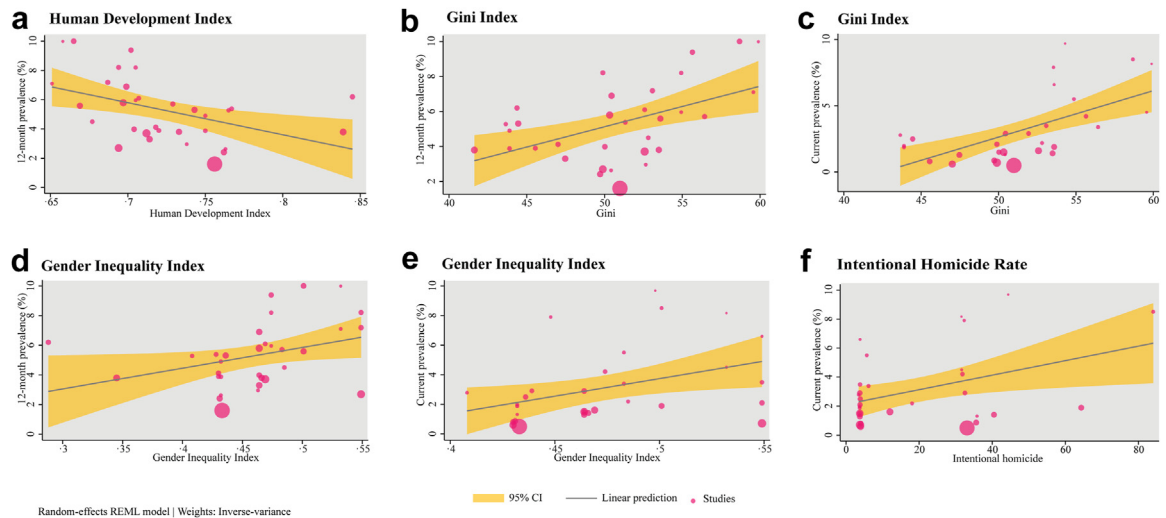 a Human Development Index
12-month prevalence (%)
0 2 4 6 8 10
·65 ·7 ·75 ·8 ·85
Human Development Index
b Gini Index
12-month prevalence (%)
2 4 6 8 10
40 45 50 55 60
Gini
c Gini Index
Current prevalence (%)
0 5 10
40 45 50 55 60
Gini
d Gender Inequality Index
12-month prevalence (%)
0 2 4 6 8 10
·3 ·4 ·45 ·5 ·55
Gender Inequality Index
e Gender Inequality Index
Current prevalence (%)
0 2 4 6 8 10
·4 ·45 ·5 ·55
Gender Inequality Index
f Intentional Homicide Rate
Current prevalence (%)
0 2 4 6 8 10
0 20 40 60 80
Intentional homicide
95% CI Linear prediction Studies
Random-effects REML model | Weights: Inverse-variance